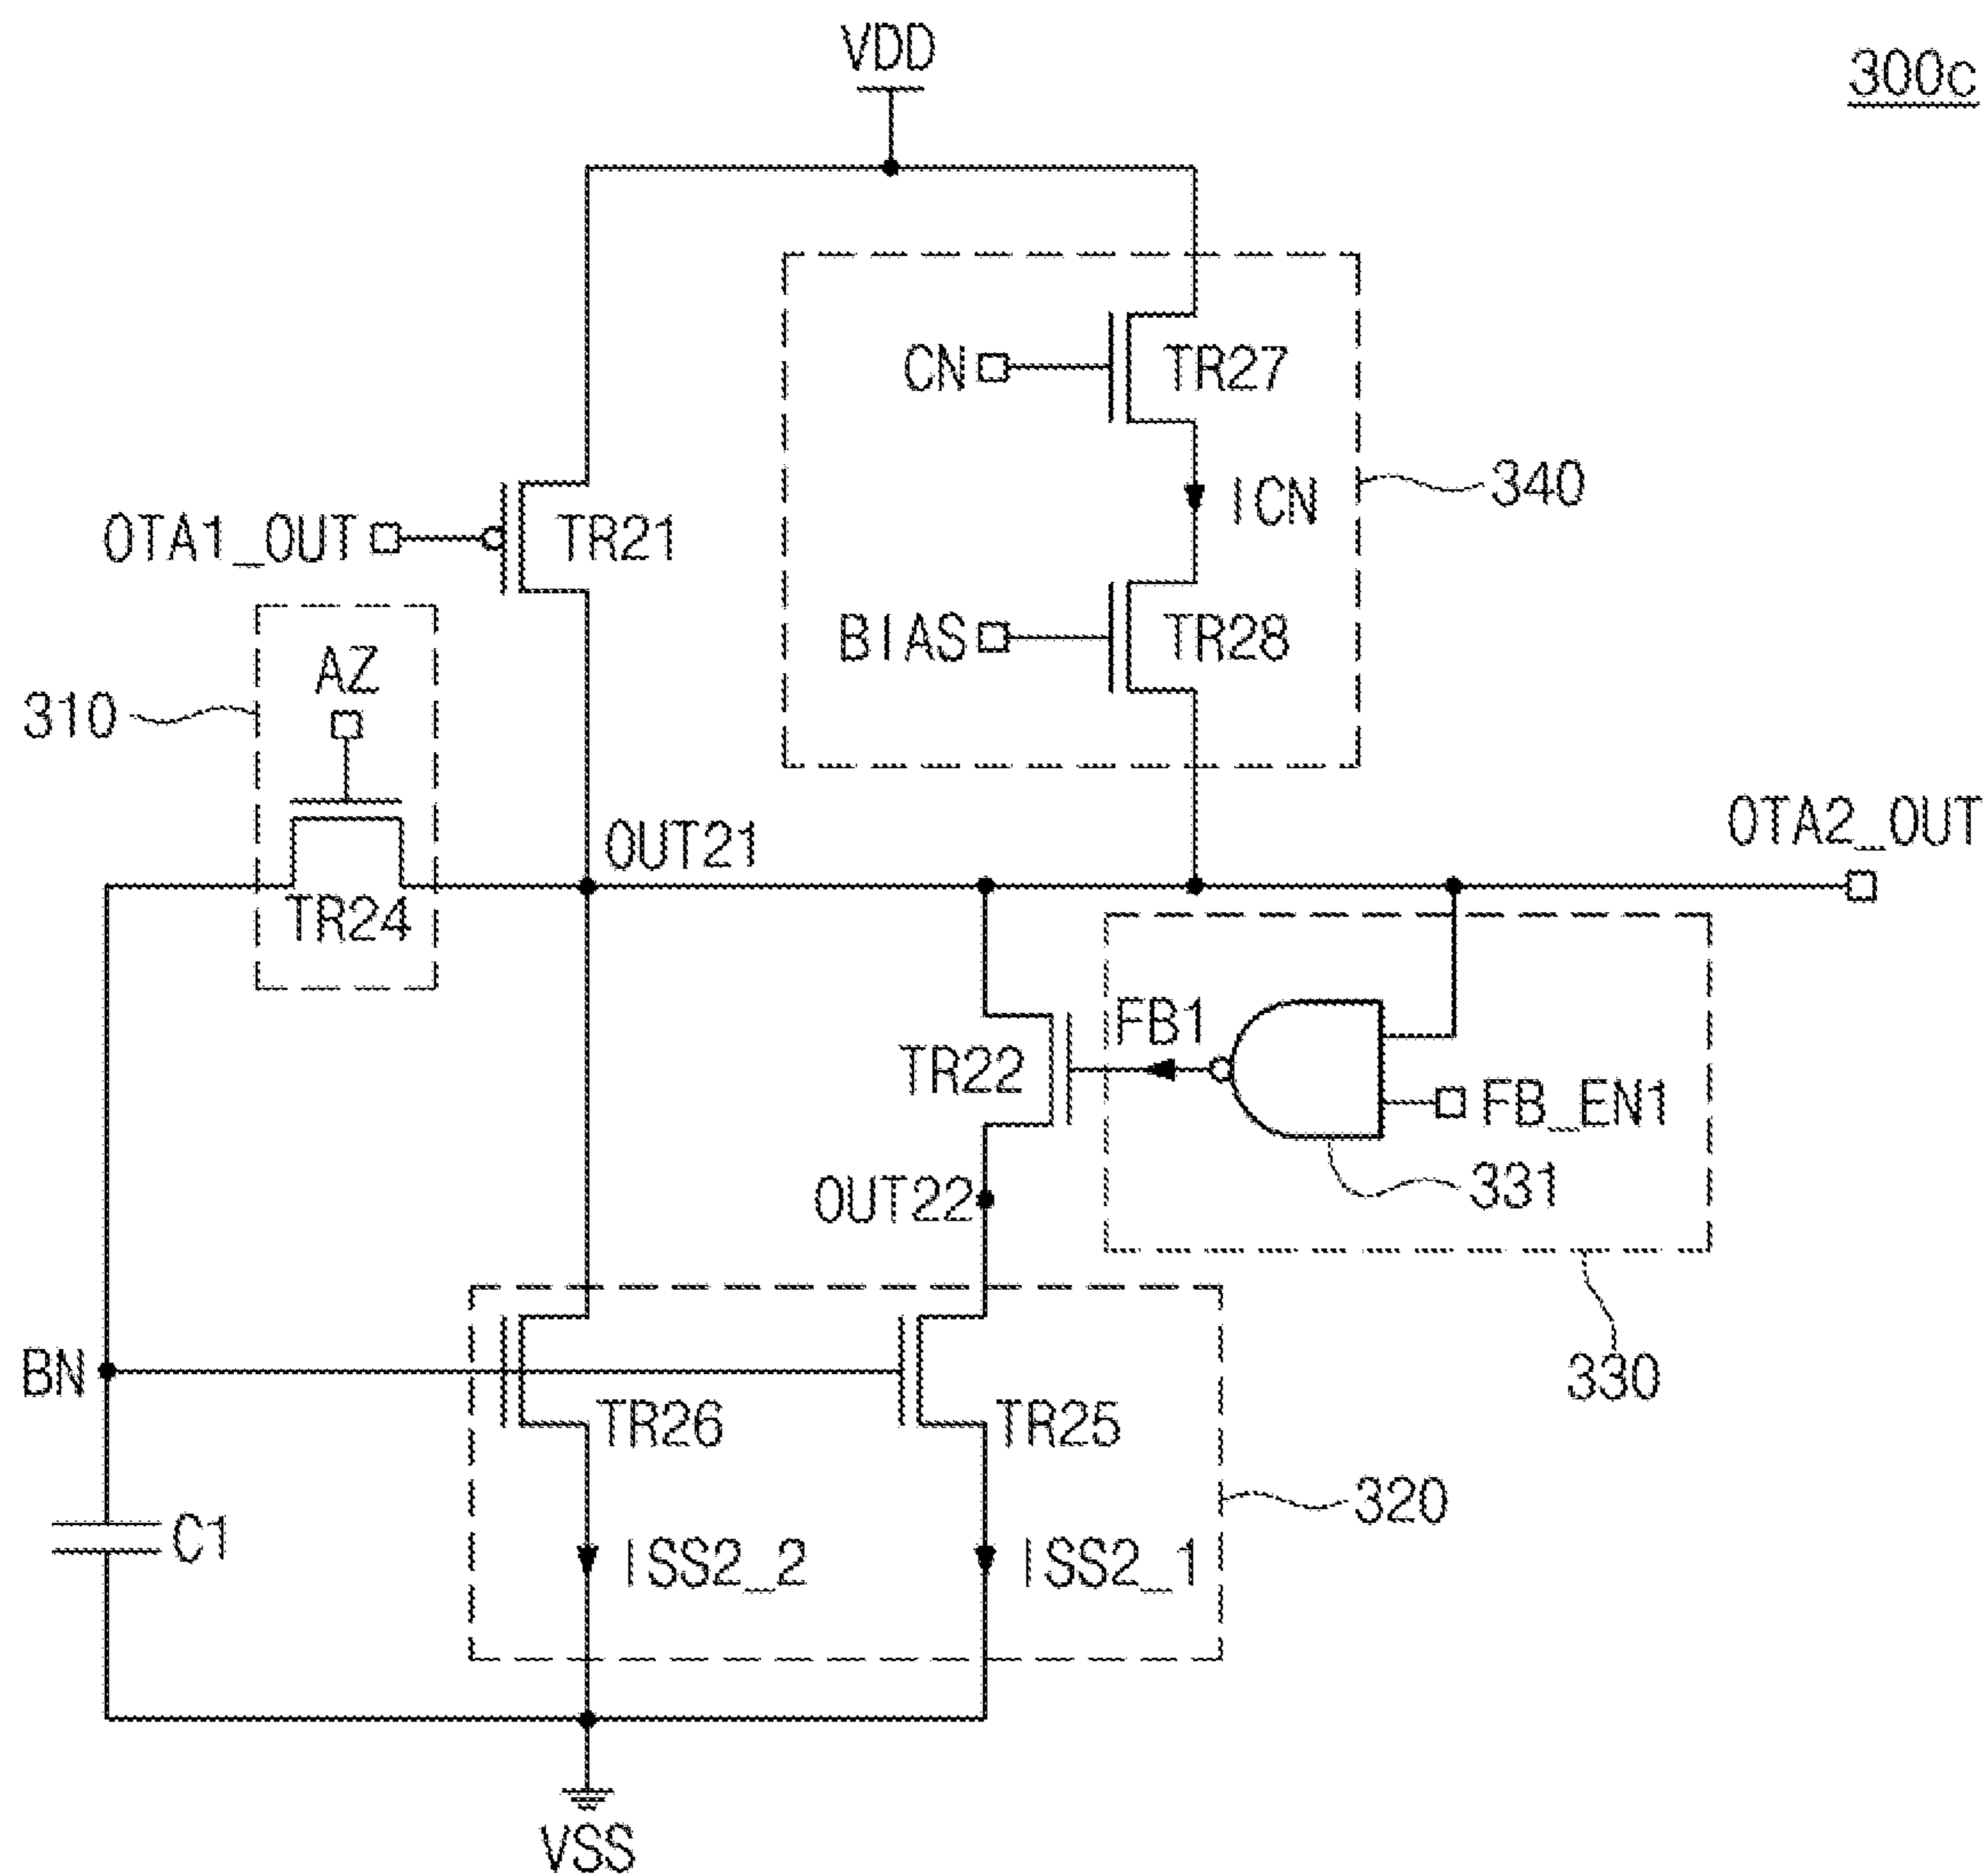 VDD
300c
CN
TR27
ICN
340
OTA1_OUT
TR21
BIAS
TR28
310
AZ
OUT21
OTA2_OUT
TR24
FB1
TR22
FB_EN1
OUT22
331
BN
TR26
TR25
330
C1
ISS2_2
ISS2_1
320
VSS